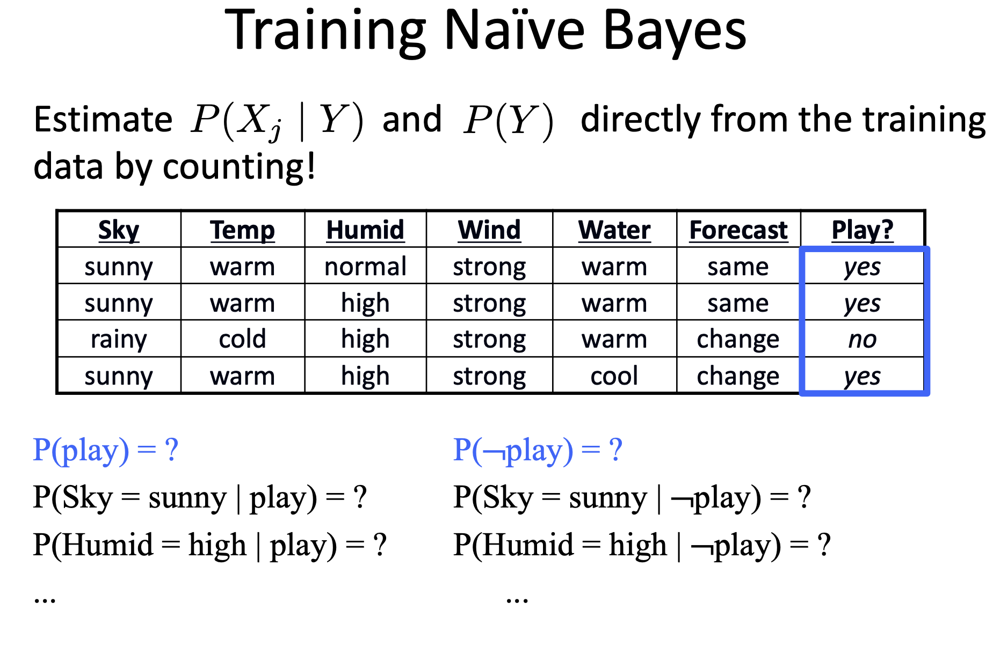 Training Naïve Bayes
Estimate P(X_j | Y) and P(Y) directly from the training
data by counting!
Sky Temp Humid Wind Water Forecast Play?
sunny warm normal strong warm same yes
sunny warm high strong warm same yes
rainy cold high strong warm change no
sunny warm high strong cool change yes
P(play) = ? P(¬play) = ?
P(Sky = sunny | play) = ? P(Sky = sunny | ¬play) = ?
P(Humid = high | play) = ? P(Humid = high | ¬play) = ?
... ...